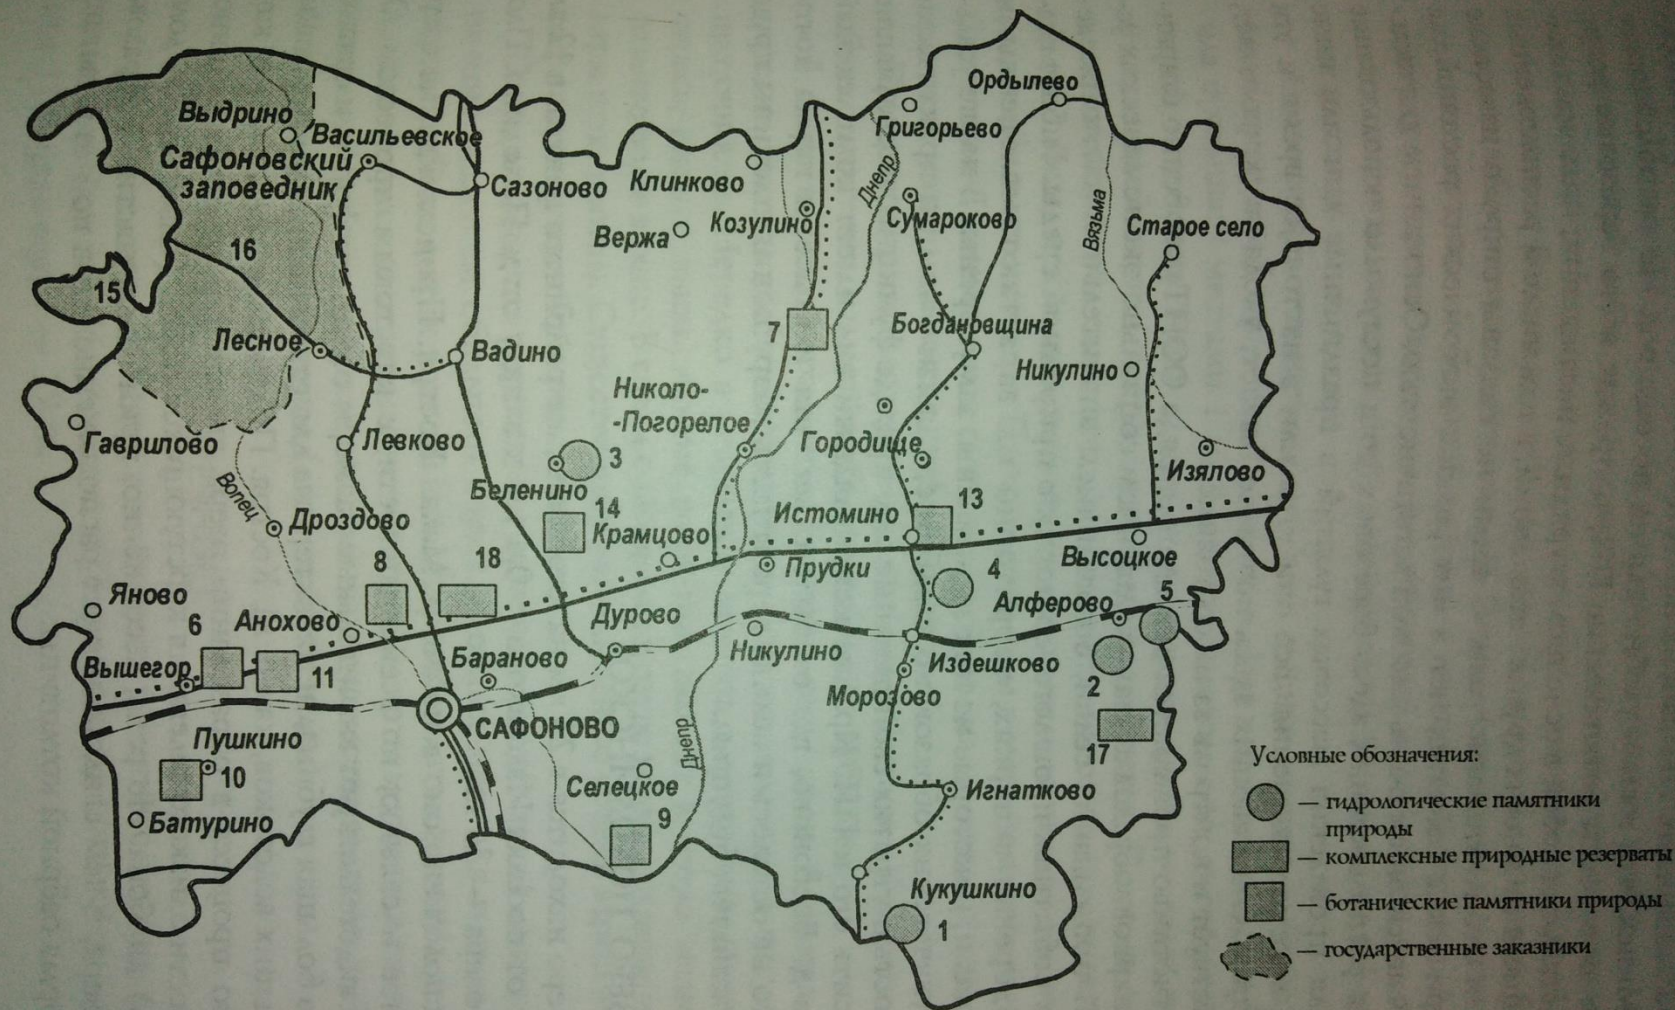 Ордылево
Григорьево
Выдрино
Васильевское
Сафоновский
заповедник
Сазоново
Клинково
Козулино
Вержа
Днепр
Сумароково
Вязьма
Старое село
16
15
Лесное
Вадино
7
Богдановщина
Никулино
Николо-
-Погорелое
Гаврилово
Левково
3
Беленино
Городище
Изялово
Вопец
Дроздово
14
Крамцово
Истомино
13
Высоцкое
8
18
Прудки
4
Алферово
5
Яново
6
Анохово
Дурово
Вышегор
11
Бараново
Никулино
Издешково
2
Морозово
САФОНОВО
Днепр
17
Пушкино
10
Батурино
Селецкое
9
Игнатково
Кукушкино
1
Условные обозначения:
— гидрологические памятники
природы
— комплексные природные резерваты
— ботанические памятники природы
— государственные заказники